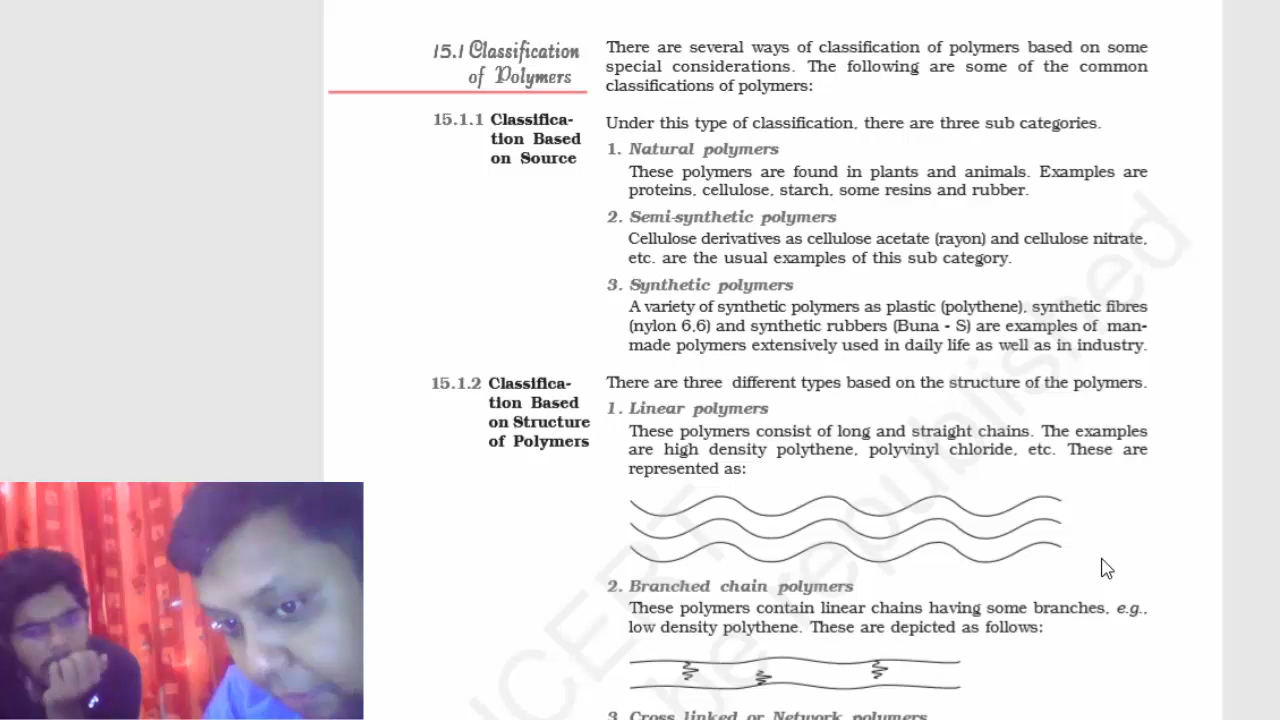 15.1 Classification
of Polymers
There are several ways of classification of polymers based on some
special considerations. The following are some of the common
classifications of polymers:
15.1.1 Classifica-
tion Based
on Source
Under this type of classification, there are three sub categories.
1. Natural polymers
These polymers are found in plants and animals. Examples are
proteins, cellulose, starch, some resins and rubber.
2. Semi-synthetic polymers
Cellulose derivatives as cellulose acetate (rayon) and cellulose nitrate,
etc. are the usual examples of this sub category.
3. Synthetic polymers
A variety of synthetic polymers as plastic (polythene), synthetic fibres
(nylon 6,6) and synthetic rubbers (Buna - S) are examples of man-
made polymers extensively used in daily life as well as in industry.
15.1.2 Classifica-
tion Based
on Structure
of Polymers
There are three different types based on the structure of the polymers.
1. Linear polymers
These polymers consist of long and straight chains. The examples
are high density polythene, polyvinyl chloride, etc. These are
represented as:
2. Branched chain polymers
These polymers contain linear chains having some branches, e.g.,
low density polythene. These are depicted as follows:
3. Cross linked or Network polymers
NCERT
be republished